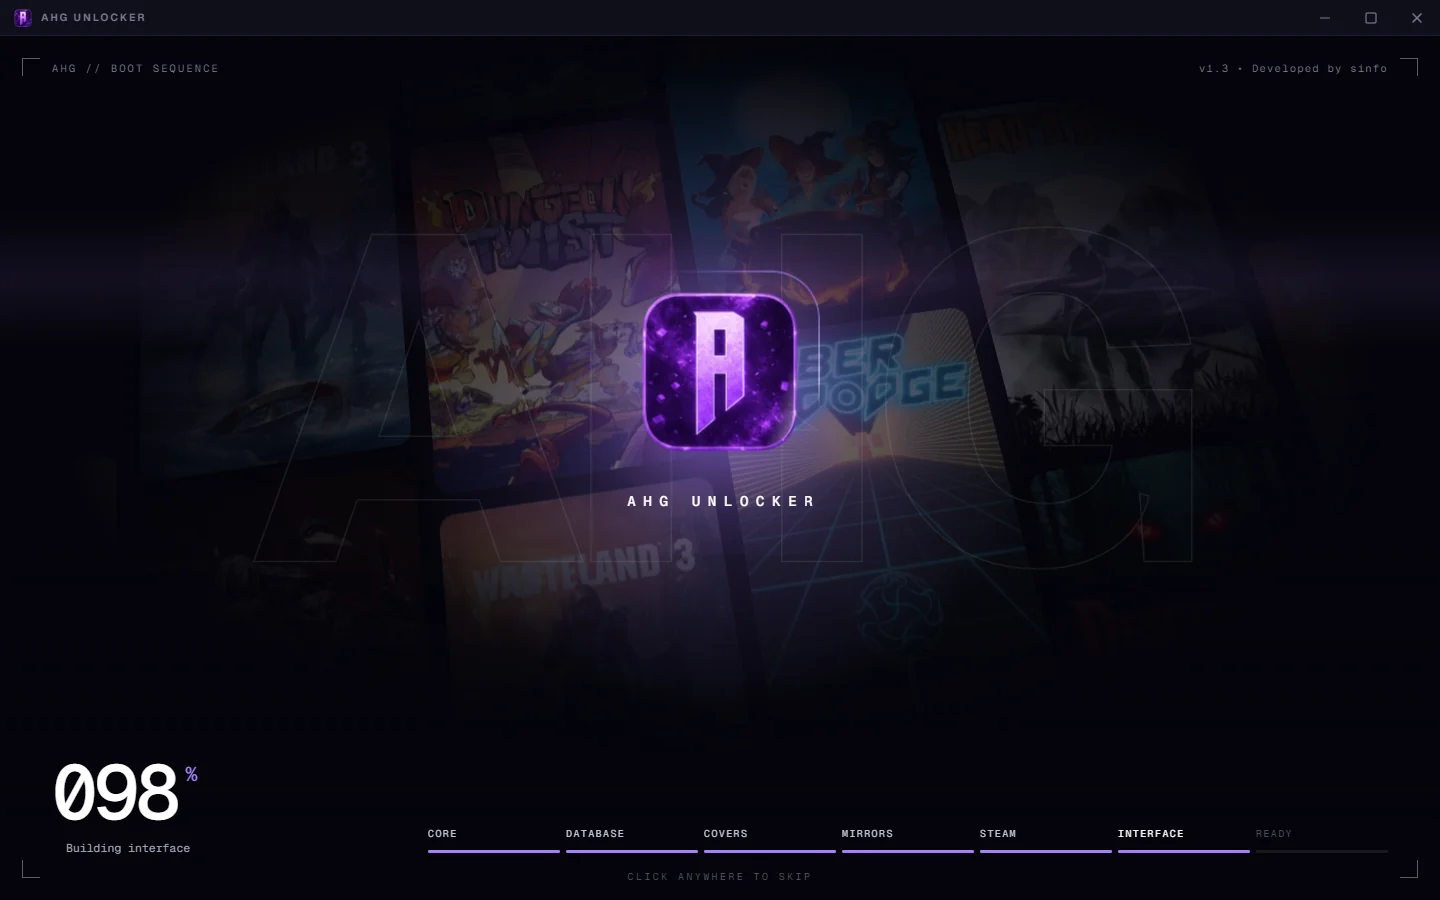 AHG UNLOCKER
AHG // BOOT SEQUENCE
v1.3 • Developed by sinfo
WASTELAND 3
DUNGEON
TWIST
AHG
BER
DODGE
A
AHG UNLOCKER
WASTELAND 3
098%
Building interface
CORE
DATABASE
COVERS
MIRRORS
STEAM
INTERFACE
READY
CLICK ANYWHERE TO SKIP